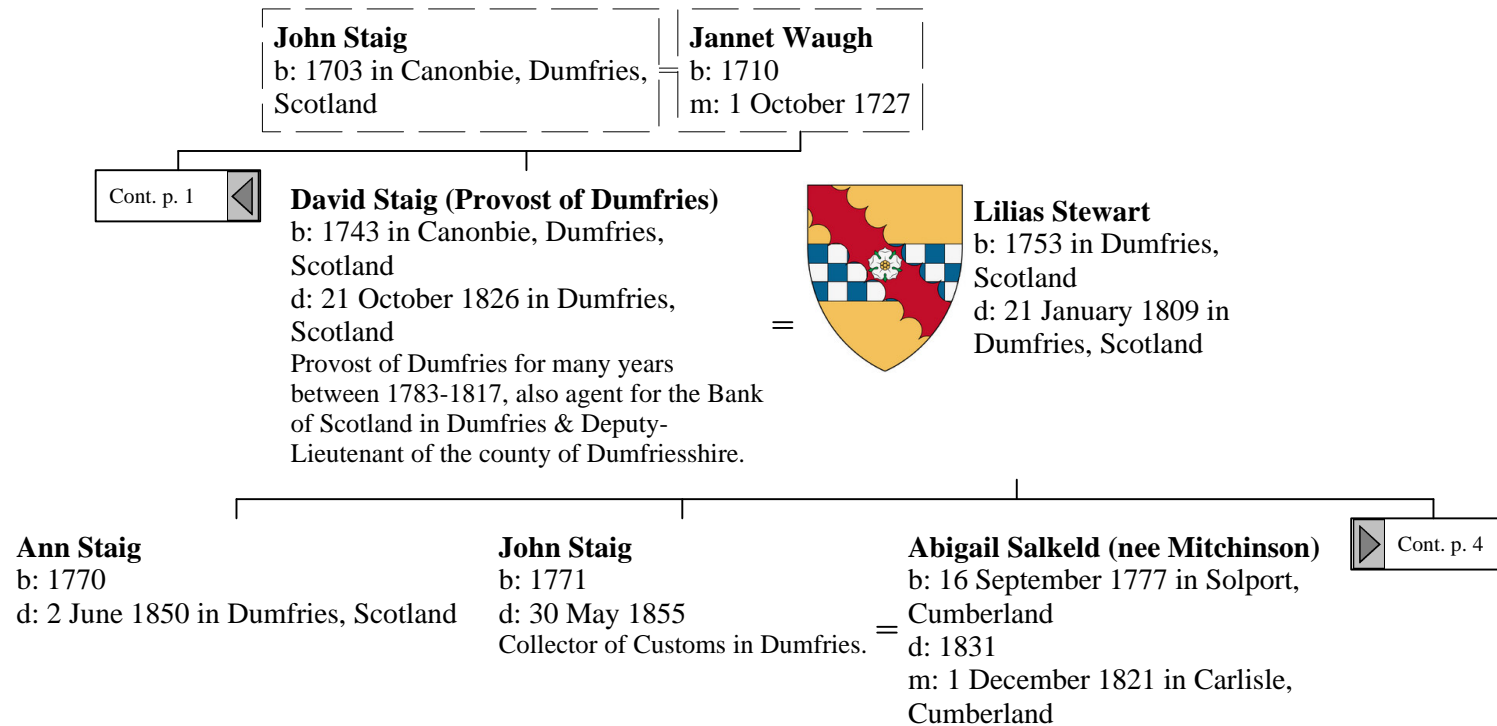 John Staig
b: 1703 in Canonbie, Dumfries,
Scotland
=
Jannet Waugh
b: 1710
m: 1 October 1727
Cont. p. 1
David Staig (Provost of Dumfries)
b: 1743 in Canonbie, Dumfries,
Scotland
d: 21 October 1826 in Dumfries,
Scotland
Provost of Dumfries for many years
between 1783-1817, also agent for the Bank
of Scotland in Dumfries & Deputy-
Lieutenant of the county of Dumfriesshire.
=
Lilias Stewart
b: 1753 in Dumfries,
Scotland
d: 21 January 1809 in
Dumfries, Scotland
Ann Staig
b: 1770
d: 2 June 1850 in Dumfries, Scotland
John Staig
b: 1771
d: 30 May 1855
Collector of Customs in Dumfries.
=
Abigail Salkeld (nee Mitchinson)
b: 16 September 1777 in Solport,
Cumberland
d: 1831
m: 1 December 1821 in Carlisle,
Cumberland
Cont. p. 4